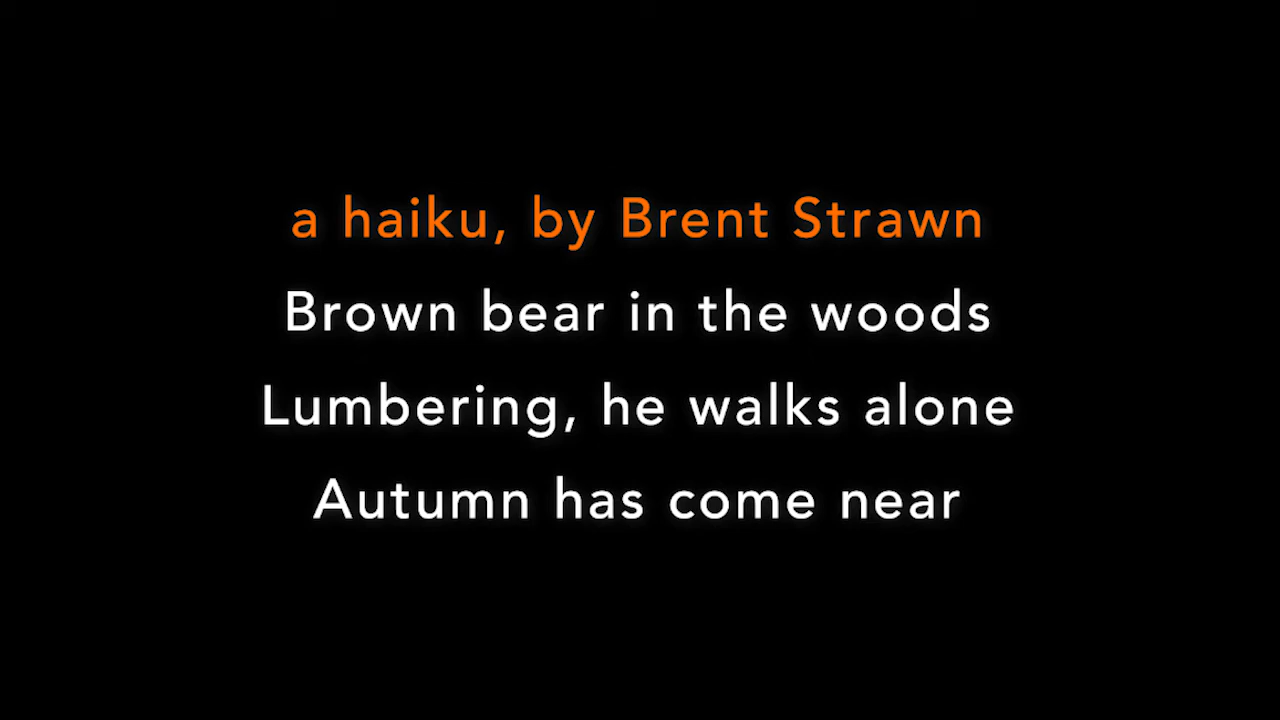 a haiku, by Brent Strawn
Brown bear in the woods
Lumbering, he walks alone
Autumn has come near